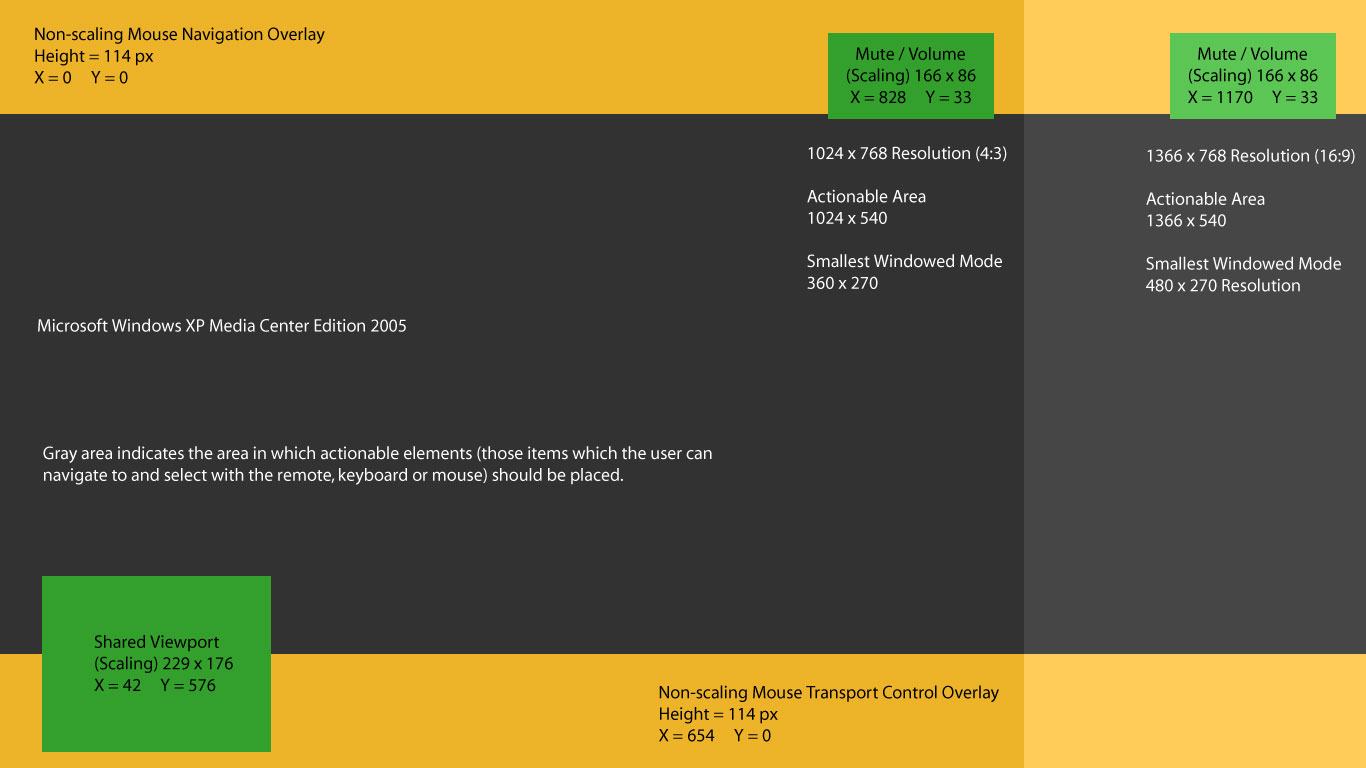 Non-scaling Mouse Navigation Overlay
Height = 114 px
X = 0 Y = 0
Mute / Volume
(Scaling) 166 x 86
X = 828 Y = 33
Mute / Volume
(Scaling) 166 x 86
X = 1170 Y = 33
1024 x 768 Resolution (4:3)
Actionable Area
1024 x 540
Smallest Windowed Mode
360 x 270
1366 x 768 Resolution (16:9)
Actionable Area
1366 x 540
Smallest Windowed Mode
480 x 270 Resolution
Microsoft Windows XP Media Center Edition 2005
Gray area indicates the area in which actionable elements (those items which the user can
navigate to and select with the remote, keyboard or mouse) should be placed.
Shared Viewport
(Scaling) 229 x 176
X = 42 Y = 576
Non-scaling Mouse Transport Control Overlay
Height = 114 px
X = 654 Y = 0